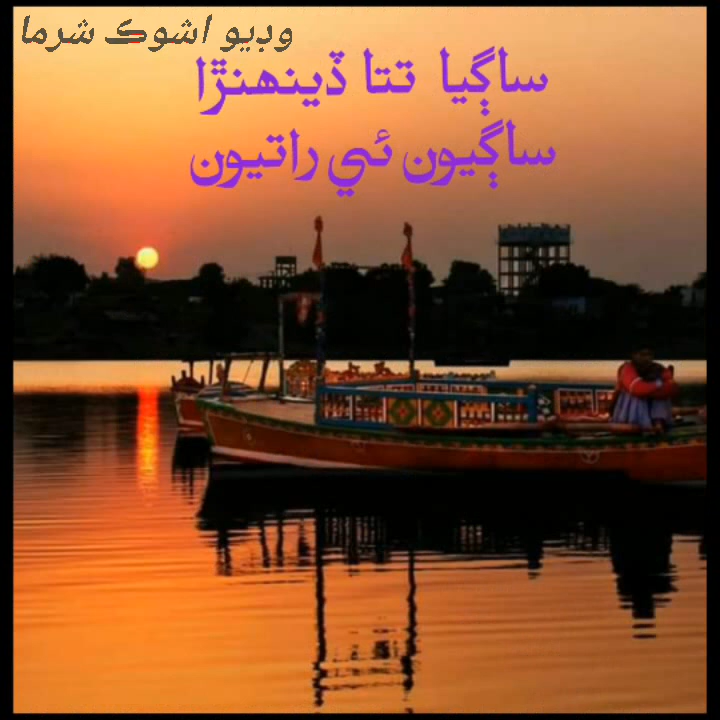 وڊيو اشوڪ شرما
ساڳيا تتا ڏينهنڙا
ساڳيون ئي راتيون